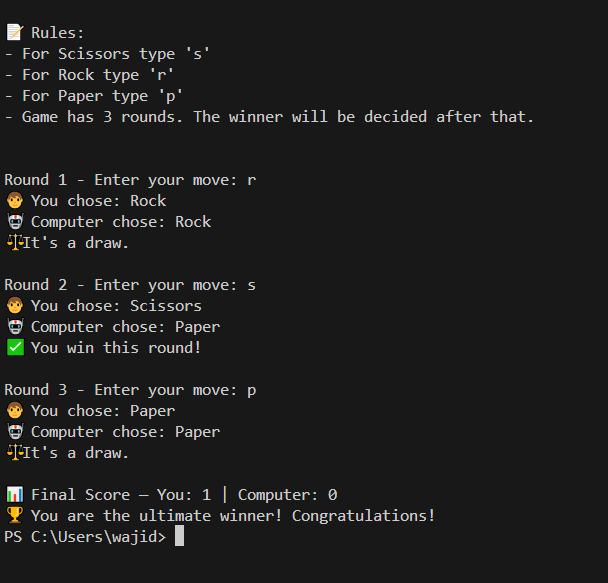 📝 Rules:
- For Scissors type 's'
- For Rock type 'r'
- For Paper type 'p'
- Game has 3 rounds. The winner will be decided after that.
Round 1 - Enter your move: r
🧑 You chose: Rock
🤖 Computer chose: Rock
⚖️It's a draw.
Round 2 - Enter your move: s
🧑 You chose: Scissors
🤖 Computer chose: Paper
✅ You win this round!
Round 3 - Enter your move: p
🧑 You chose: Paper
🤖 Computer chose: Paper
⚖️It's a draw.
📊 Final Score — You: 1 | Computer: 0
🏆 You are the ultimate winner! Congratulations!
PS C:\Users\wajid>